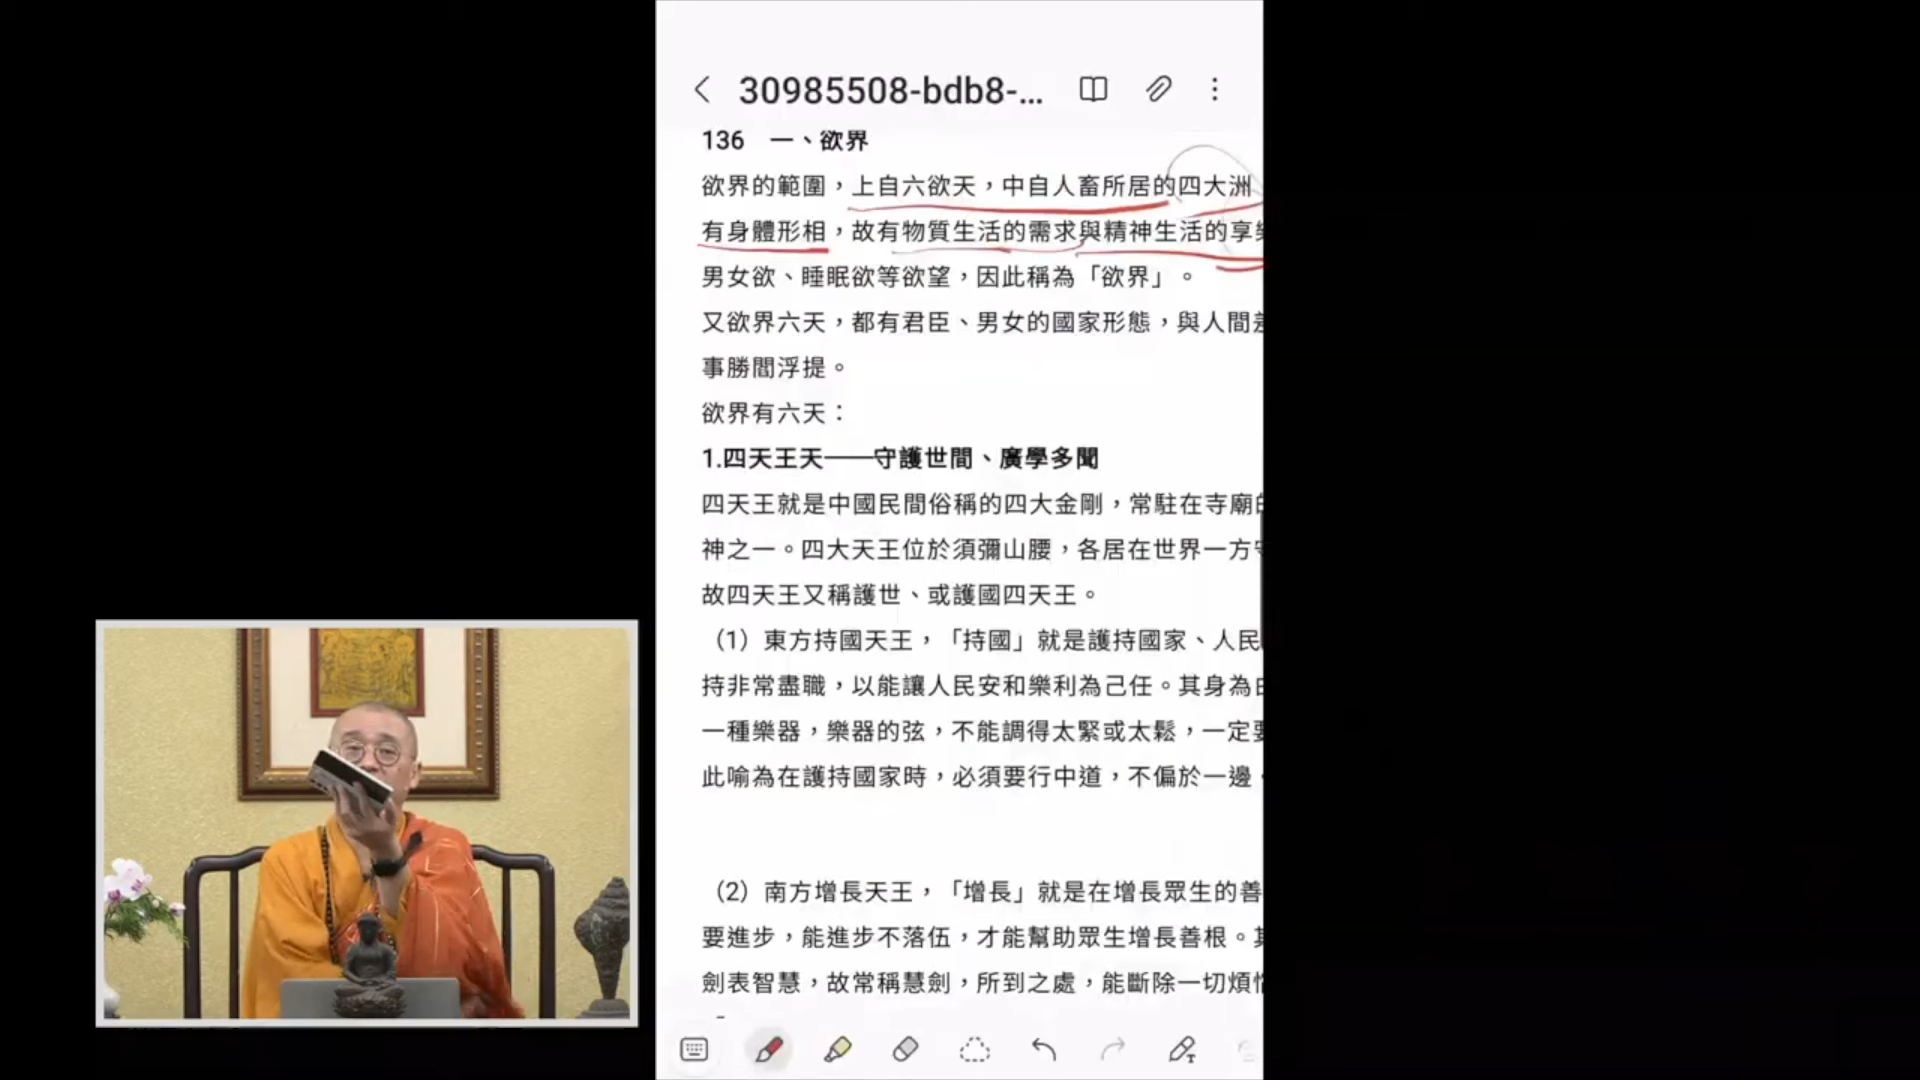 30985508-bdb8-...
136 一、欲界
欲界的範圍，上自六欲天，中自人畜所居的四大洲
有身體形相，故有物質生活的需求與精神生活的享
男女欲、睡眠欲等欲望，因此稱為「欲界」。
又欲界六天，都有君臣、男女的國家形態，與人間
事勝閻浮提。
欲界有六天：
1.四天王天——守護世間、廣學多聞
四天王就是中國民間俗稱的四大金剛，常駐在寺廟
神之一。四大天王位於須彌山腰，各居在世界一方
故四天王又稱護世、或護國四天王。
（1）東方持國天王，「持國」就是護持國家、人民
持非常盡職，以能讓人民安和樂利為己任。其身為
一種樂器，樂器的弦，不能調得太緊或太鬆，一定
此喻為在護持國家時，必須要行中道，不偏於一邊
（2）南方增長天王，「增長」就是在增長眾生的善
要進步，能進步不落伍，才能幫助眾生增長善根。
劍表智慧，故常稱慧劍，所到之處，能斷除一切煩